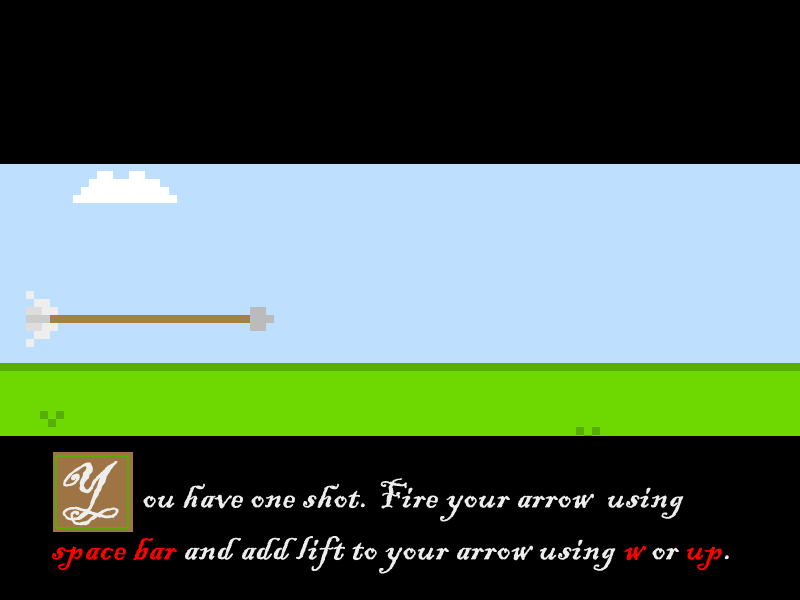 You have one shot. Fire your arrow using
space bar and add lift to your arrow using w or up.